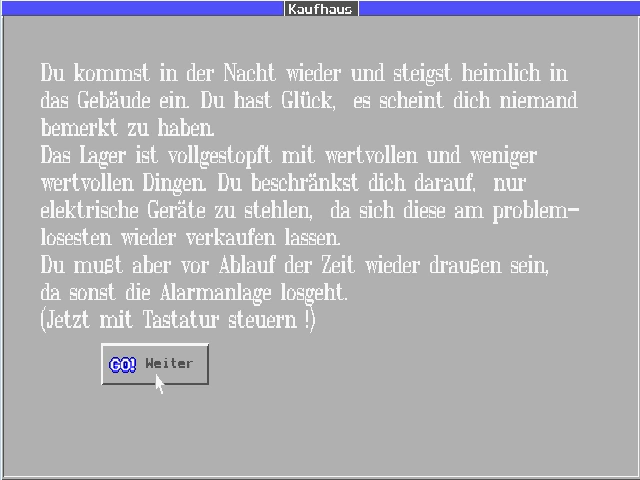 Kaufhaus
Du kommst in der Nacht wieder und steigst heimlich in
das Gebäude ein. Du hast Glück, es scheint dich niemand
bemerkt zu haben.
Das Lager ist vollgestopft mit wertvollen und weniger
wertvollen Dingen. Du beschränkst dich darauf, nur
elektrische Geräte zu stehlen, da sich diese am problem-
losesten wieder verkaufen lassen.
Du mußt aber vor Ablauf der Zeit wieder draußen sein,
da sonst die Alarmanlage losgeht.
(Jetzt mit Tastatur steuern !)
GO! Weiter